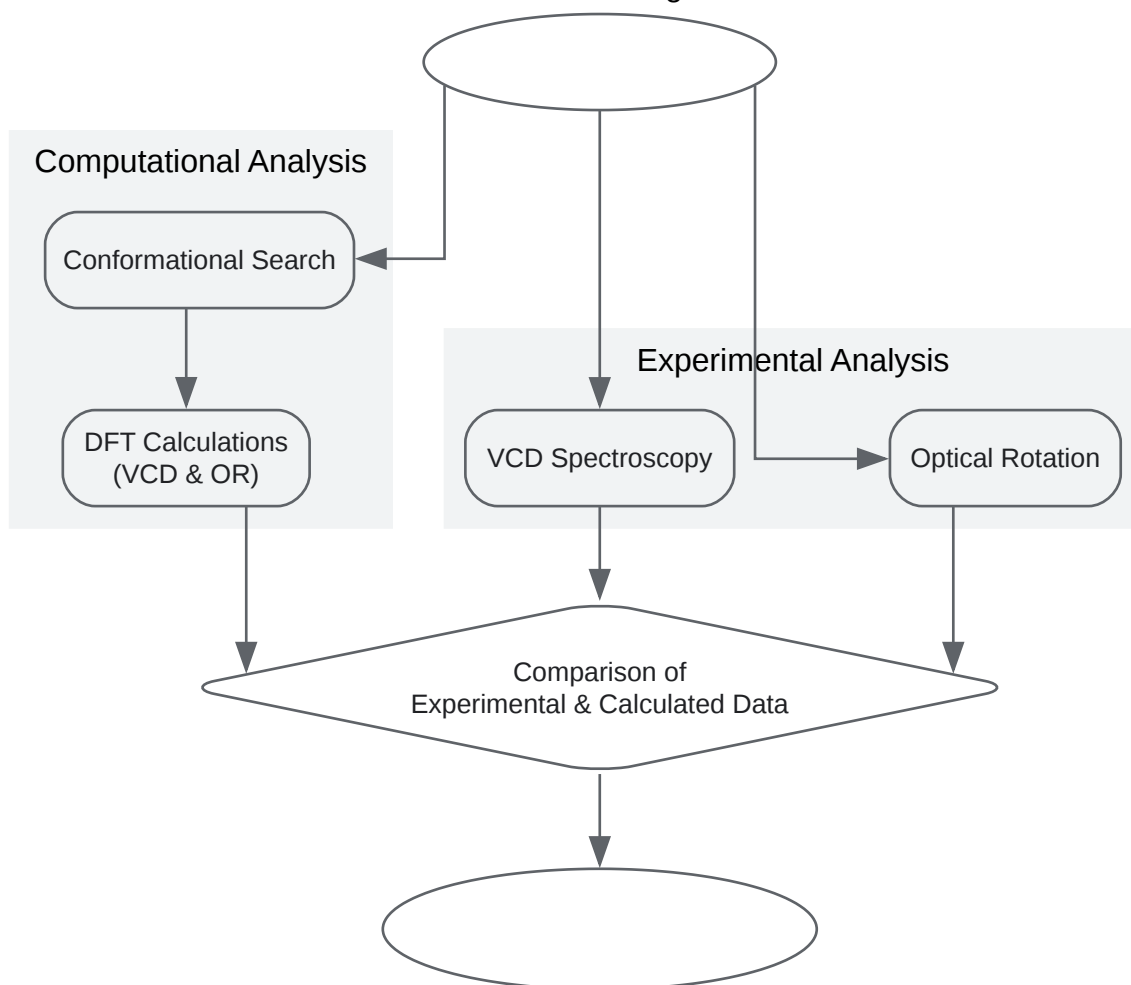 Computational Analysis
Conformational Search
Experimental Analysis
DFT Calculations
(VCD & OR)
VCD Spectroscopy
Optical Rotation
Comparison of
Experimental & Calculated Data